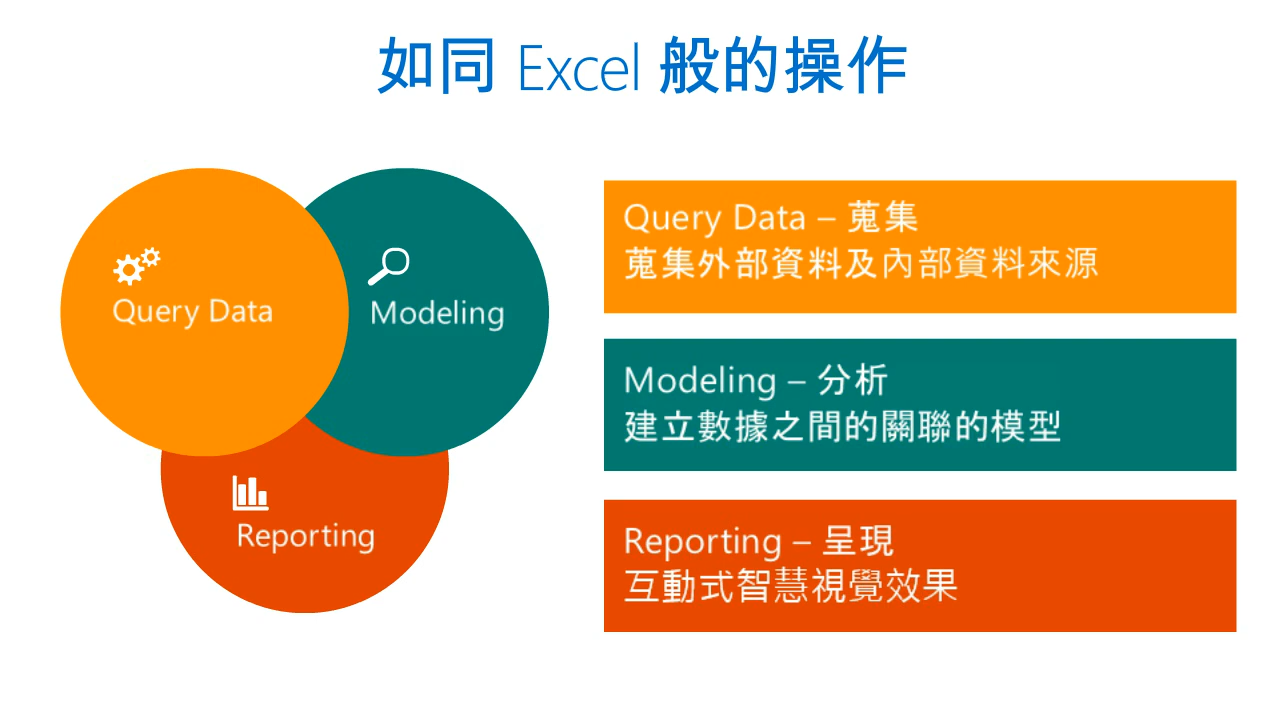 如同 Excel 般的操作
Query Data
Modeling
Reporting
Query Data – 蒐集
蒐集外部資料及內部資料來源
Modeling – 分析
建立數據之間的關聯的模型
Reporting – 呈現
互動式智慧視覺效果